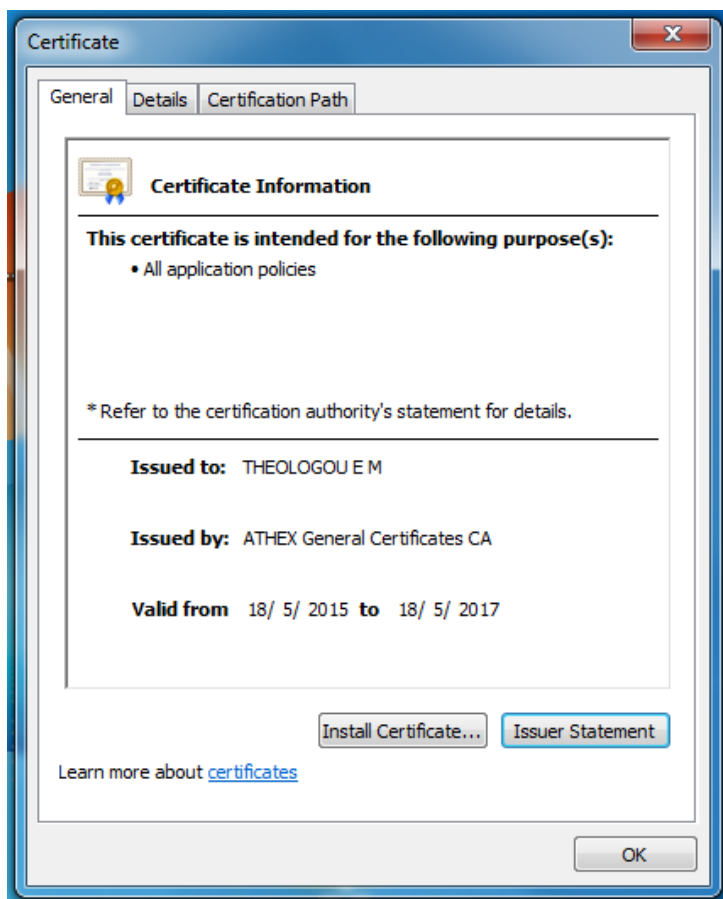 Certificate
General Details Certification Path
Certificate Information
This certificate is intended for the following purpose(s):
• All application policies
* Refer to the certification authority's statement for details.
Issued to: THEOLOGOU E M
Issued by: ATHEX General Certificates CA
Valid from 18/ 5/ 2015 to 18/ 5/ 2017
Install Certificate... Issuer Statement
Learn more about certificates
OK